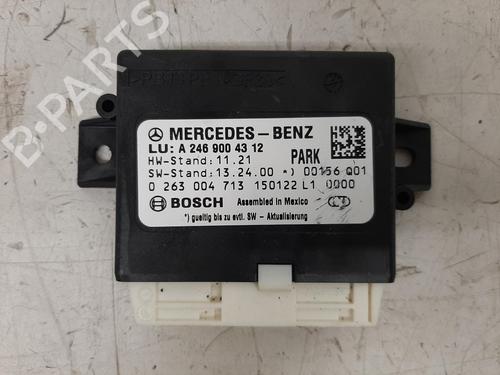 B-PARTS
MERCEDES-BENZ
LU: A 246 900 43 12
HW-Stand: 11.21
PARK
SW-Stand: 13.24.00 *) 00156 Q01
0 263 004 713 150122 L1 0000
BOSCH Assembled in Mexico
*) gueltig bis zu evtl. SW - Aktualisierung